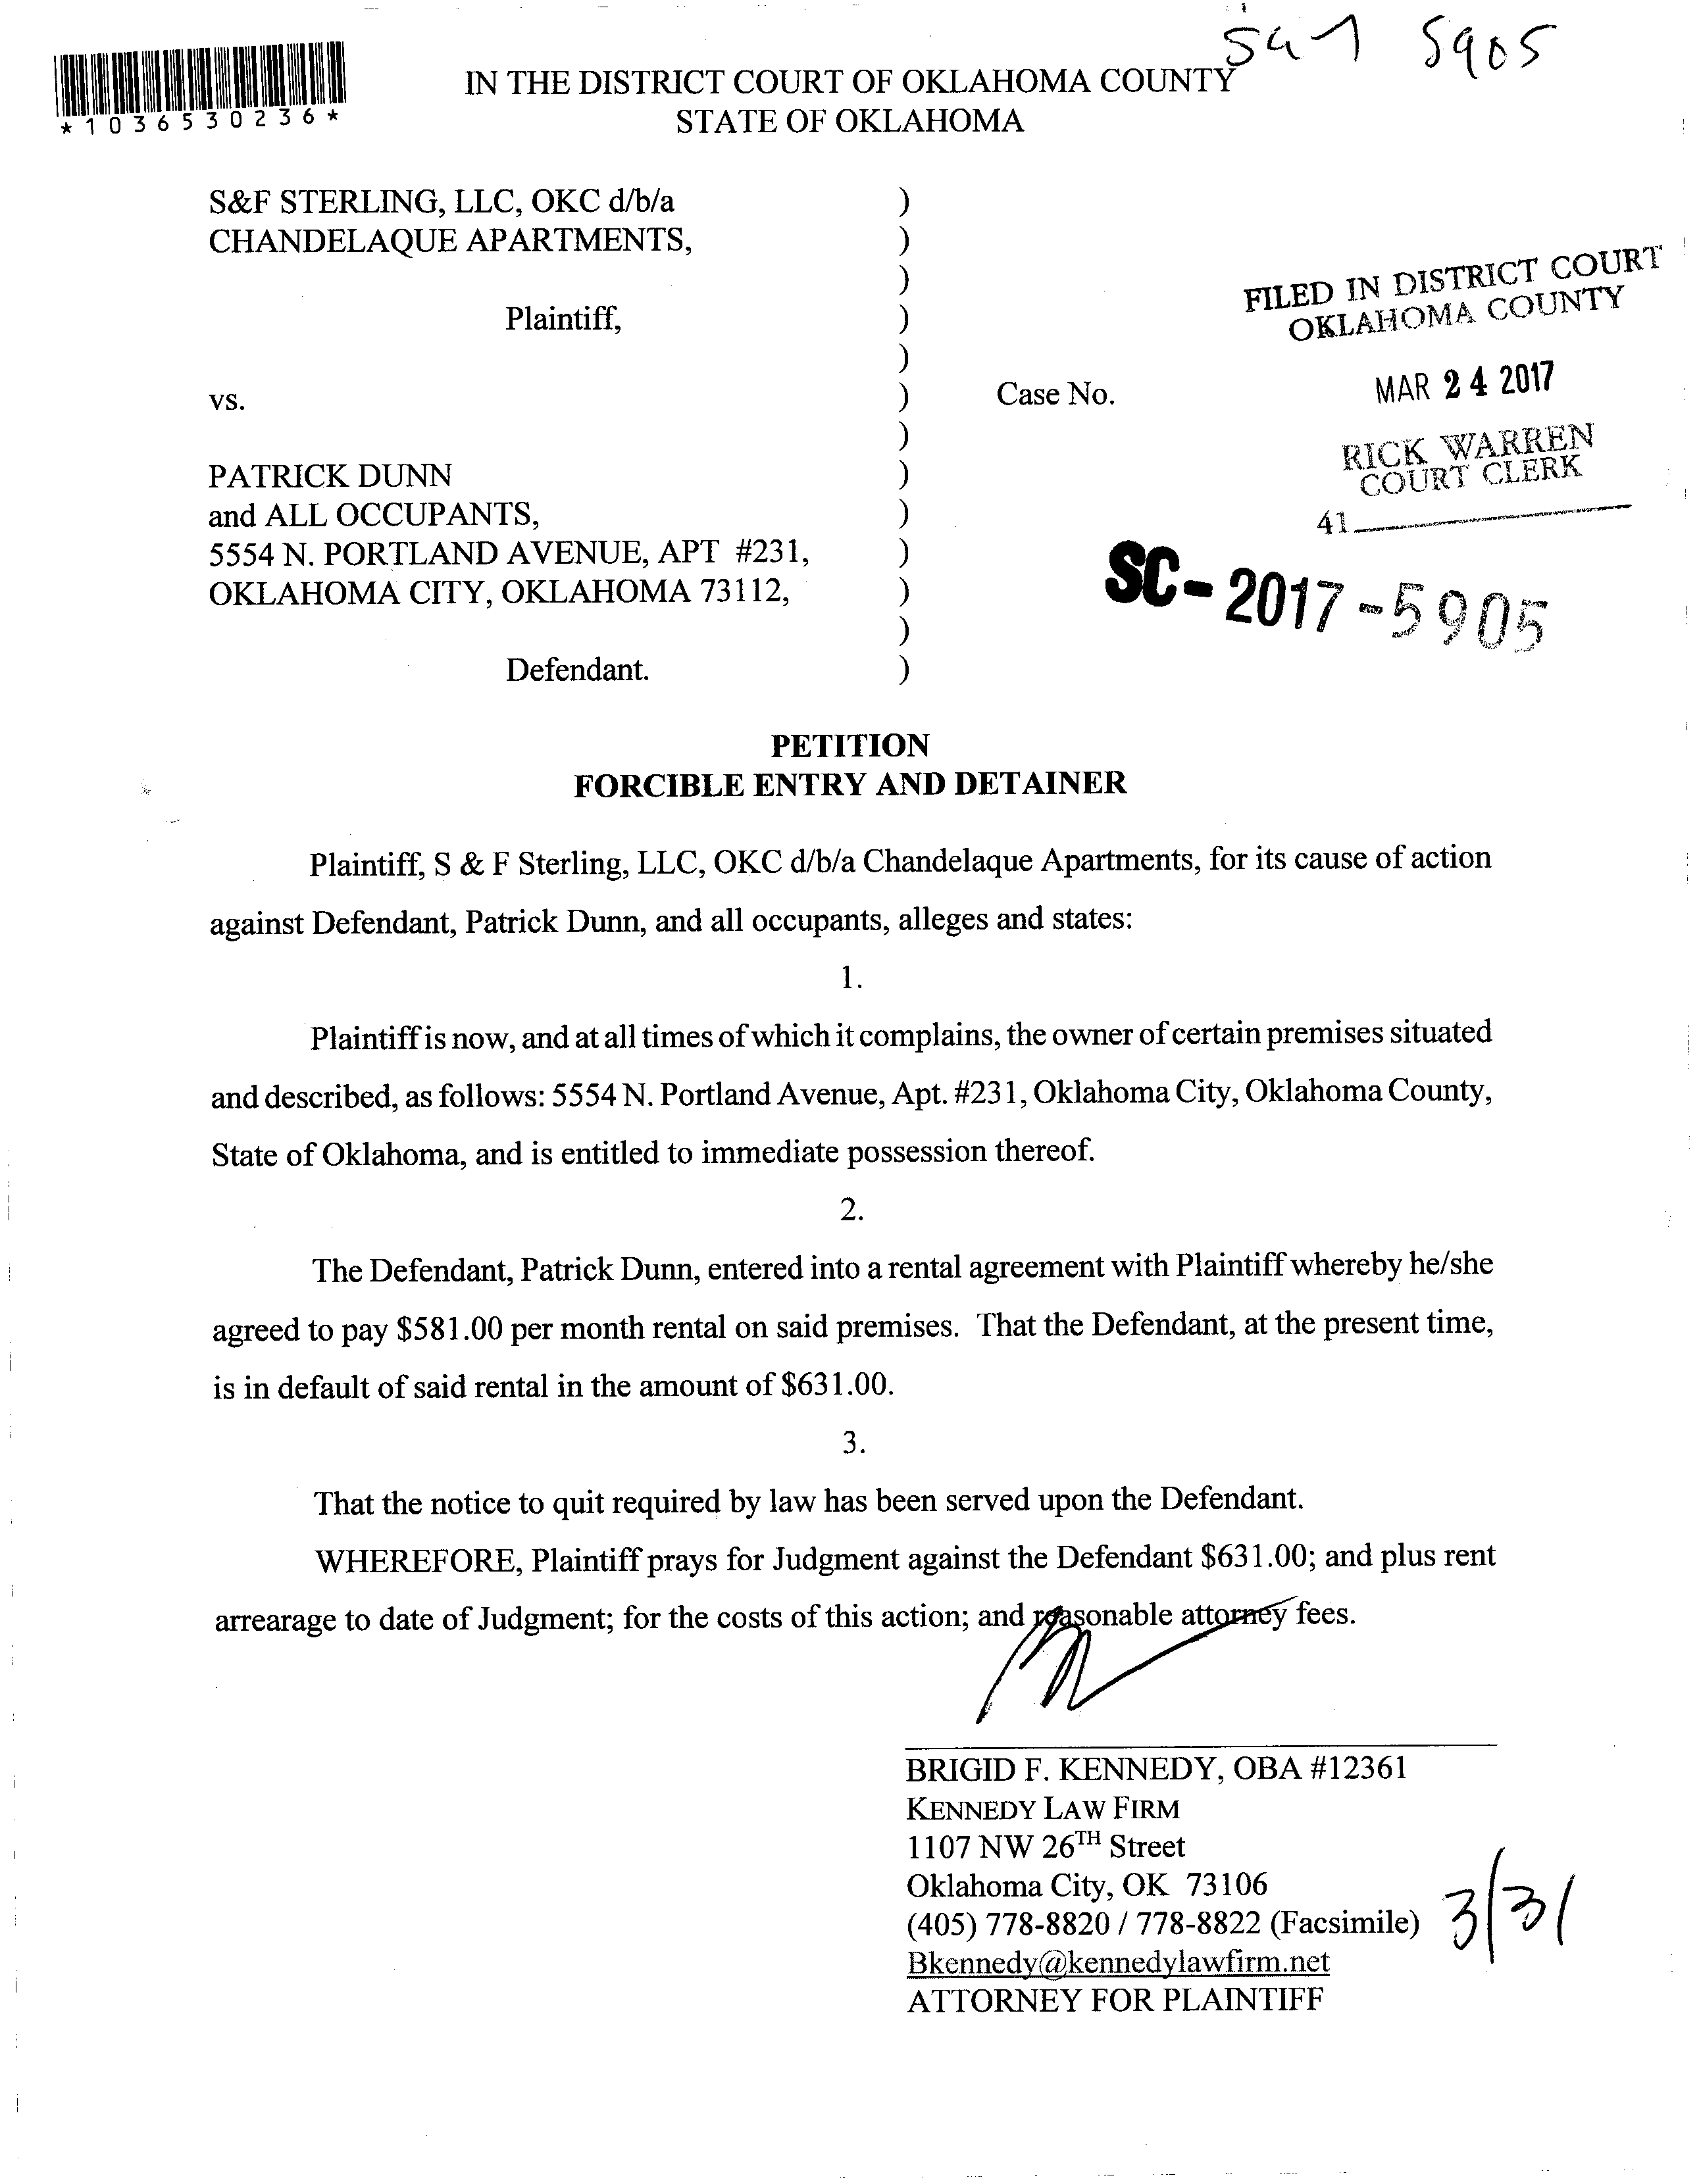 5905
*1036530236*
IN THE DISTRICT COURT OF OKLAHOMA COUNTY
STATE OF OKLAHOMA
S&F STERLING, LLC, OKC d/b/a )
CHANDELAQUE APARTMENTS, )
)
Plaintiff, )
)
vs. ) Case No.
)
PATRICK DUNN )
and ALL OCCUPANTS, )
5554 N. PORTLAND AVENUE, APT #231, )
OKLAHOMA CITY, OKLAHOMA 73112, )
)
Defendant. )
FILED IN DISTRICT COURT
OKLAHOMA COUNTY
MAR 24 2017
RICK WARREN
COURT CLERK
41
SC-2017-5905
PETITION
FORCIBLE ENTRY AND DETAINER
Plaintiff, S & F Sterling, LLC, OKC d/b/a Chandelaque Apartments, for its cause of action
against Defendant, Patrick Dunn, and all occupants, alleges and states:
1.
Plaintiff is now, and at all times of which it complains, the owner of certain premises situated
and described, as follows: 5554 N. Portland Avenue, Apt. #231, Oklahoma City, Oklahoma County,
State of Oklahoma, and is entitled to immediate possession thereof.
2.
The Defendant, Patrick Dunn, entered into a rental agreement with Plaintiff whereby he/she
agreed to pay $581.00 per month rental on said premises. That the Defendant, at the present time,
is in default of said rental in the amount of $631.00.
3.
That the notice to quit required by law has been served upon the Defendant.
WHEREFORE, Plaintiff prays for Judgment against the Defendant $631.00; and plus rent
arrearage to date of Judgment; for the costs of this action; and reasonable attorney fees.
BRIGID F. KENNEDY, OBA #12361
KENNEDY LAW FIRM
1107 NW 26TH Street
Oklahoma City, OK 73106
(405) 778-8820 / 778-8822 (Facsimile)
Bkennedy@kennedylawfirm.net
ATTORNEY FOR PLAINTIFF
3/31